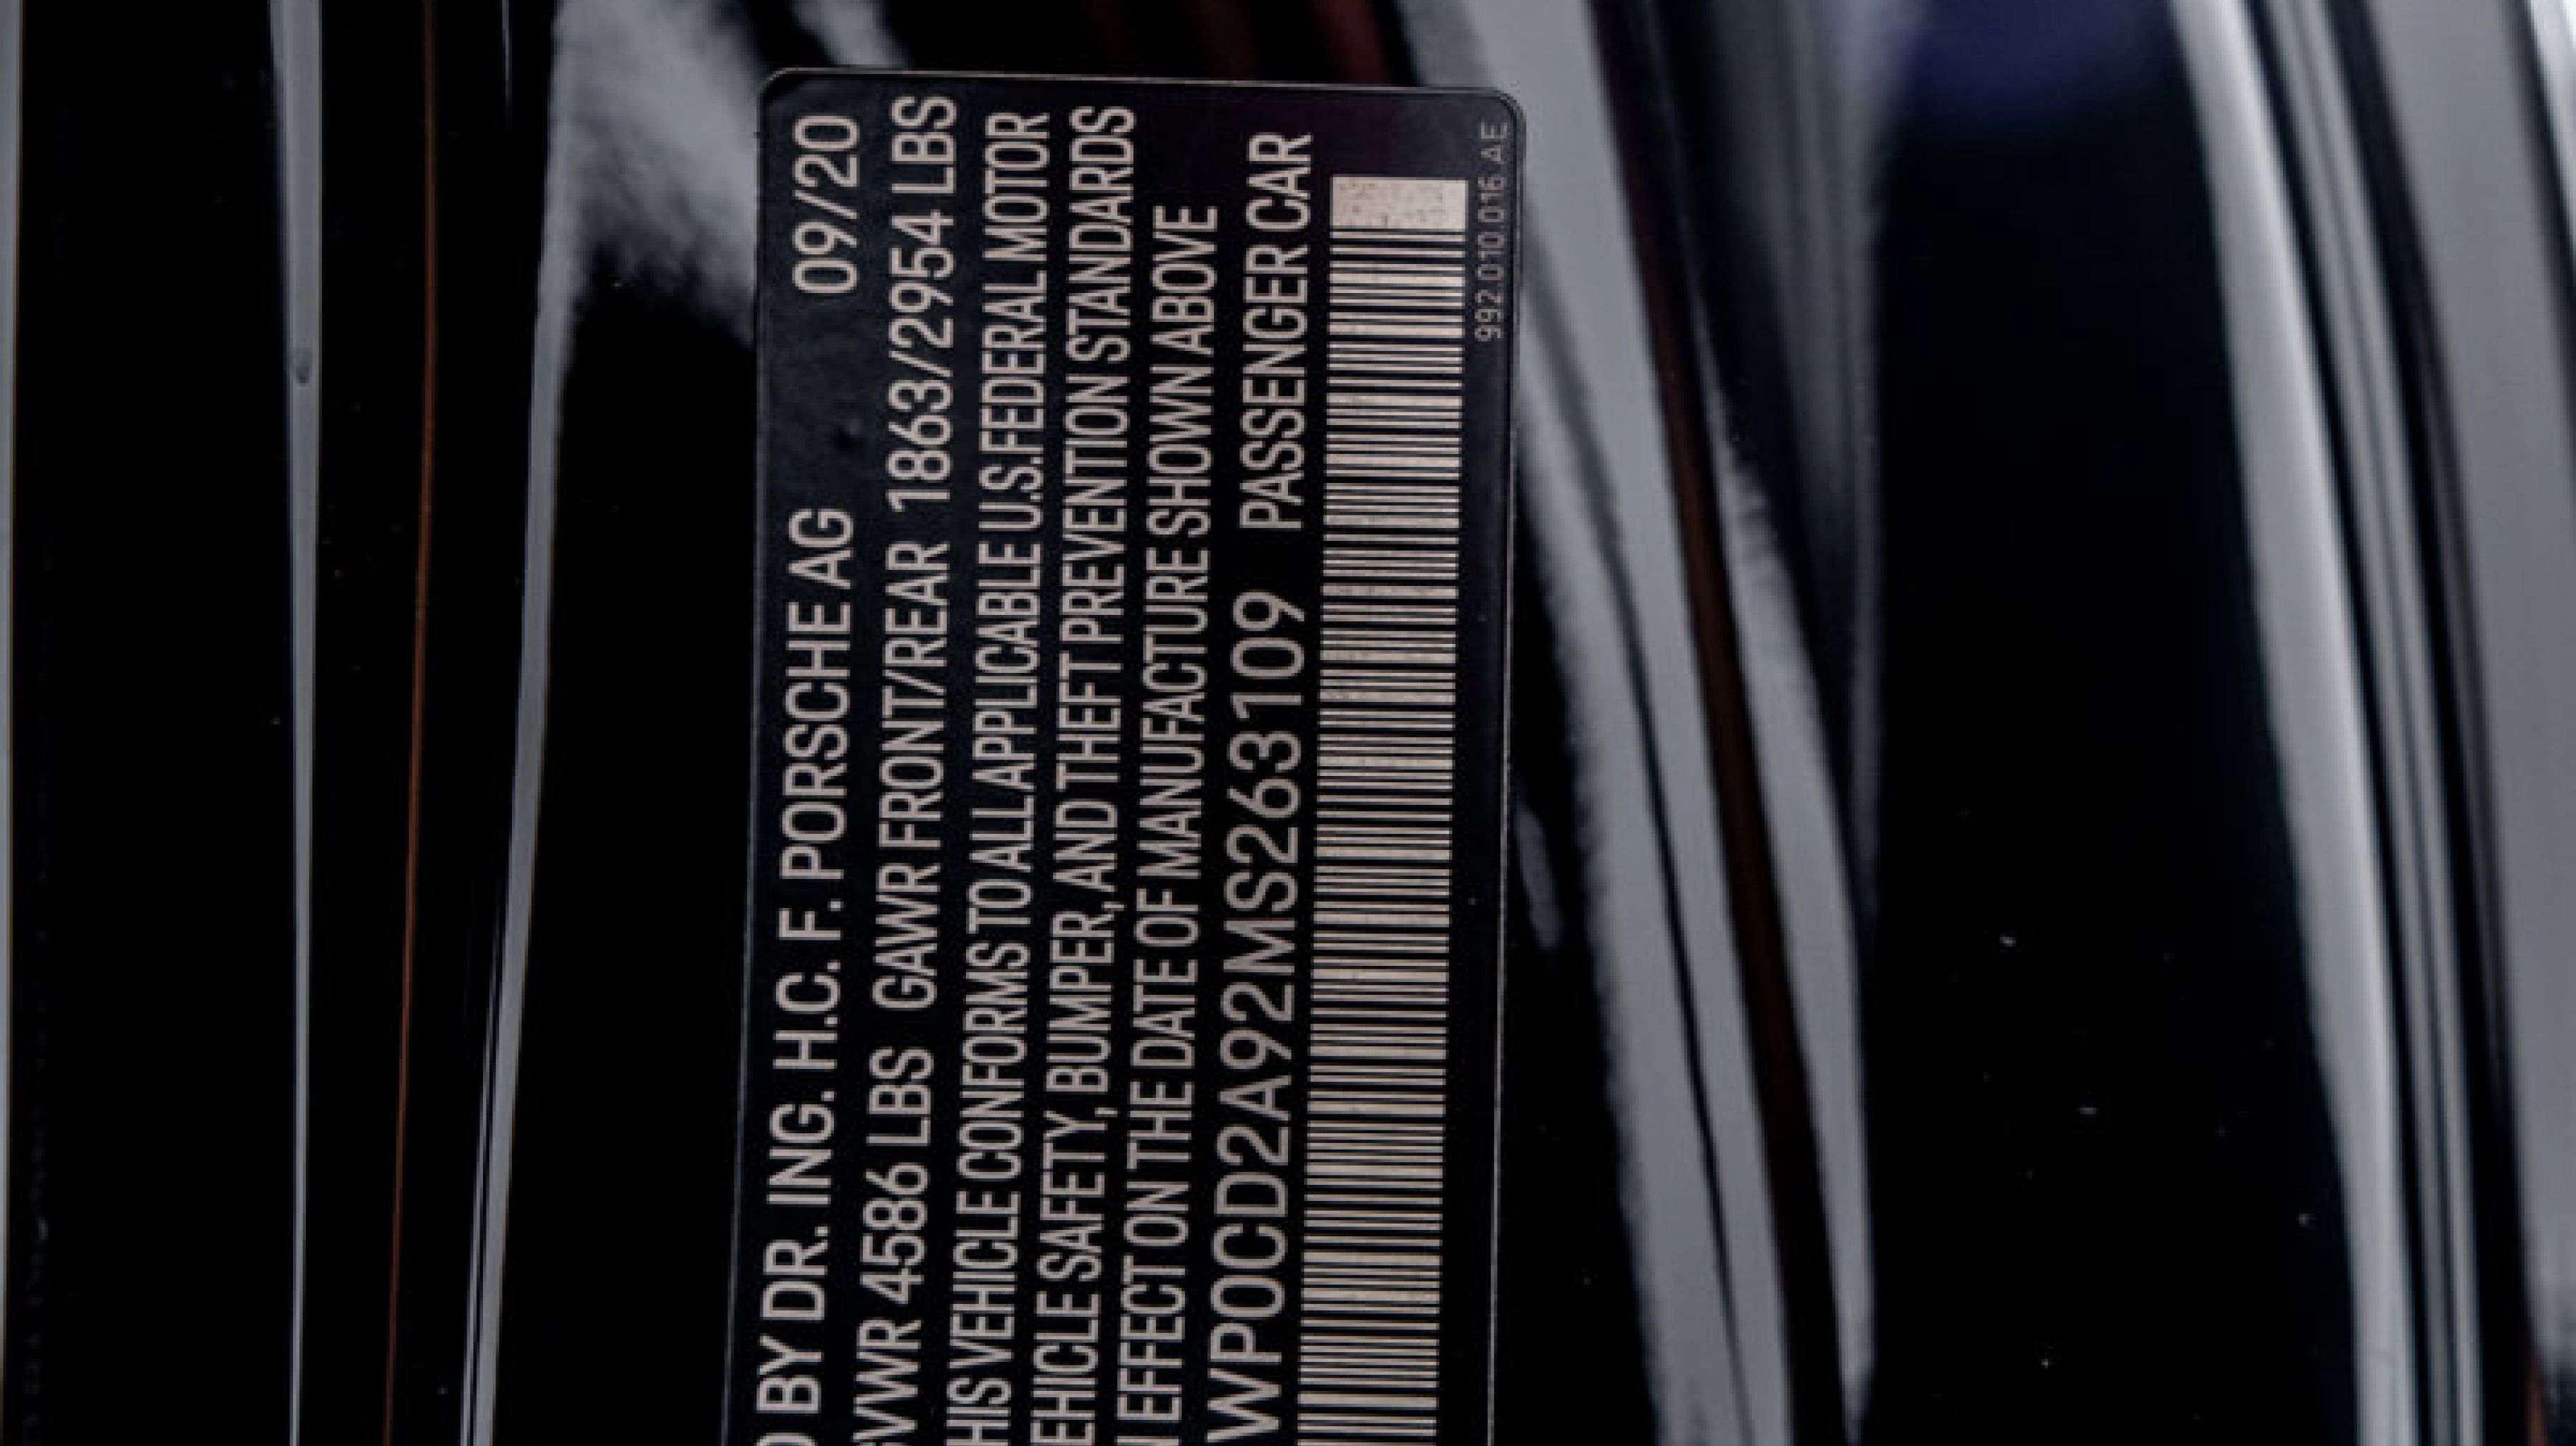 D BY DR. ING. H.C. F. PORSCHE AG 09/20
GVWR 4586 LBS GAWR FRONT/REAR 1863/2954 LBS
HIS VEHICLE CONFORMS TO ALL APPLICABLE U.S.FEDERAL MOTOR
EHICLE SAFETY, BUMPER, AND THEFT PREVENTION STANDARDS
N EFFECT ON THE DATE OF MANUFACTURE SHOWN ABOVE
WP0CD2A92MS263109 PASSENGER CAR
992 010 016 AE